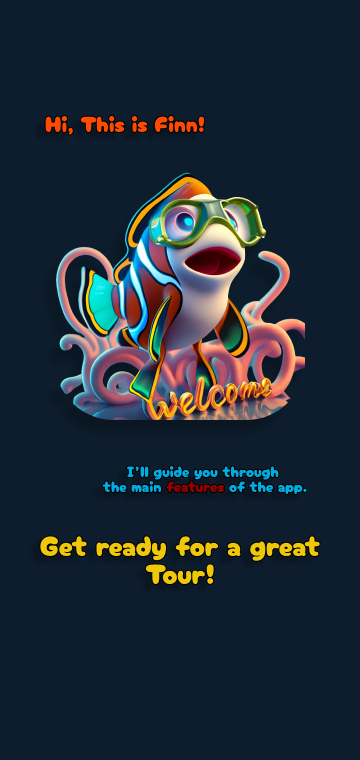 Hi, This is Finn!
welcome
I'll guide you through
the main features of the app.
Get ready for a great
Tour!